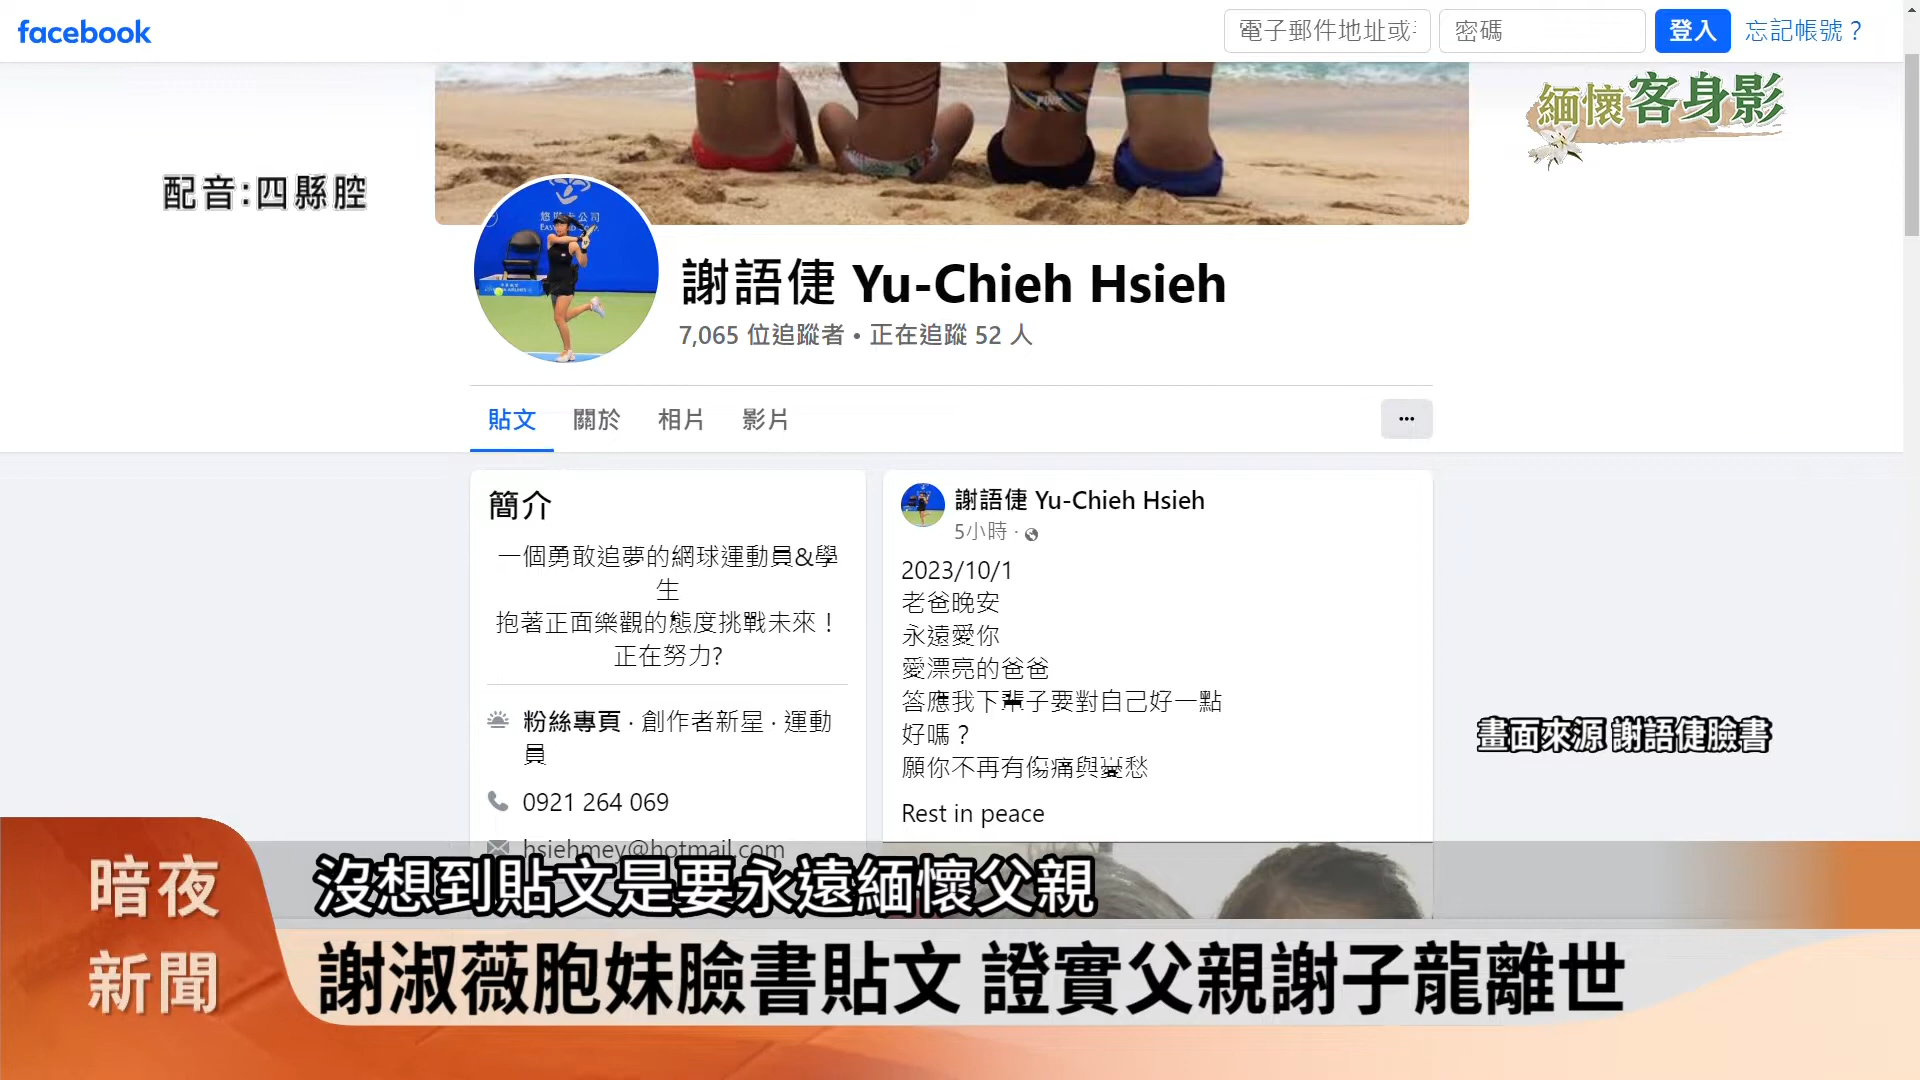 facebook
電子郵件地址或
密碼
登入
忘記帳號？
緬懷客身影
配音:四縣腔
悠遊卡公司
謝語倢 Yu-Chieh Hsieh
7,065 位追蹤者 • 正在追蹤 52 人
貼文
關於
相片
影片
簡介
一個勇敢追夢的網球運動員&學
生
抱著正面樂觀的態度挑戰未來！
正在努力?
粉絲專頁 · 創作者新星 · 運動
員
0921 264 069
hsiehmey@hotmail.com
謝語倢 Yu-Chieh Hsieh
5小時 ·
2023/10/1
老爸晚安
永遠愛你
愛漂亮的爸爸
答應我下輩子要對自己好一點
好嗎？
願你不再有傷痛與憂愁
Rest in peace
畫面來源 謝語倢臉書
沒想到貼文是要永遠緬懷父親
暗夜
新聞
謝淑薇胞妹臉書貼文 證實父親謝子龍離世